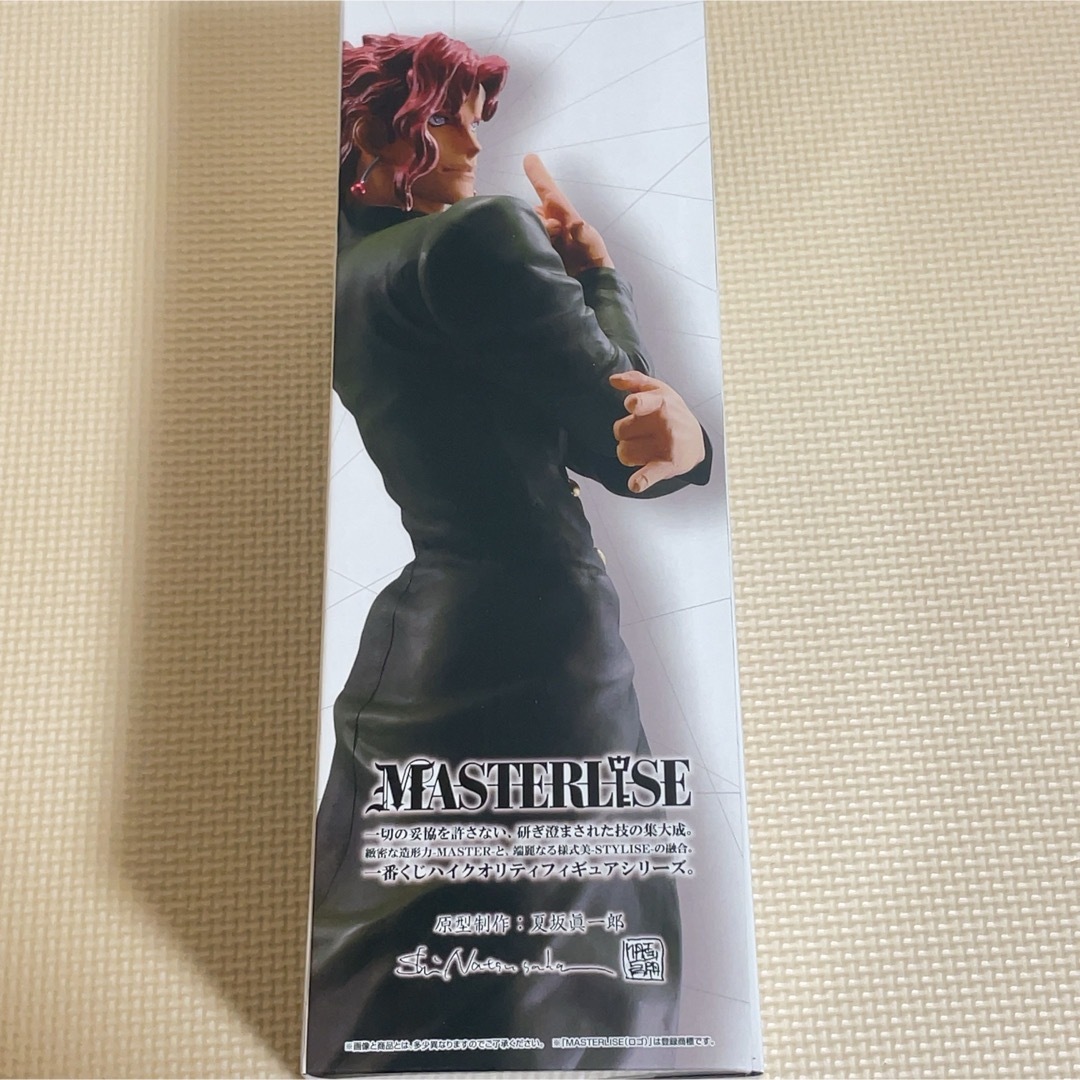 MASTERLISE
一切の妥協を許さない、研ぎ澄まされた技の集大成。
緻密な造形力-MASTER-と、端麗なる様式美-STYLISE-の融合。
一番くじハイクオリティフィギュアシリーズ。
原型制作：夏坂眞一郎
Shin Natsusaka
※画像と商品とは、多少異なりますのでご了承ください。 ※「MASTERLISE(ロゴ)」は登録商標です。